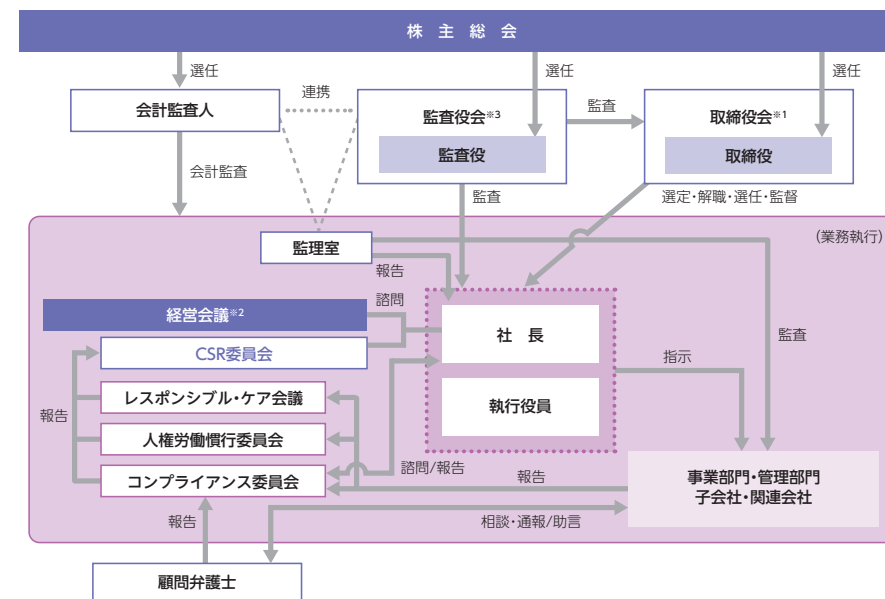 株 主 総 会
選任
選任
選任
会計監査人
連携
監査役会※3
監査役
監査
取締役会※1
取締役
会計監査
監査
選定・解職・選任・監督
(業務執行)
監理室
報告
諮問
経営会議※2
CSR委員会
社 長
執行役員
指示
監査
報告
レスポンシブル・ケア会議
人権労働慣行委員会
コンプライアンス委員会
諮問/報告
報告
事業部門・管理部門
子会社・関連会社
報告
相談・通報/助言
顧問弁護士